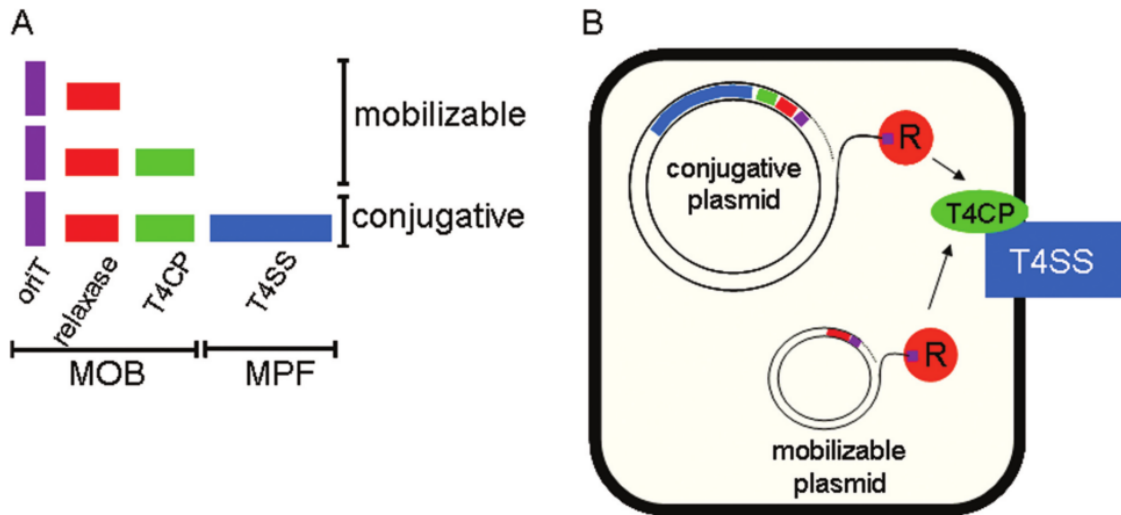 A
mobilizable
conjugative
oriT
relaxase
T4CP
T4SS
MOB
MPF
B
conjugative
plasmid
R
T4CP
T4SS
R
mobilizable
plasmid